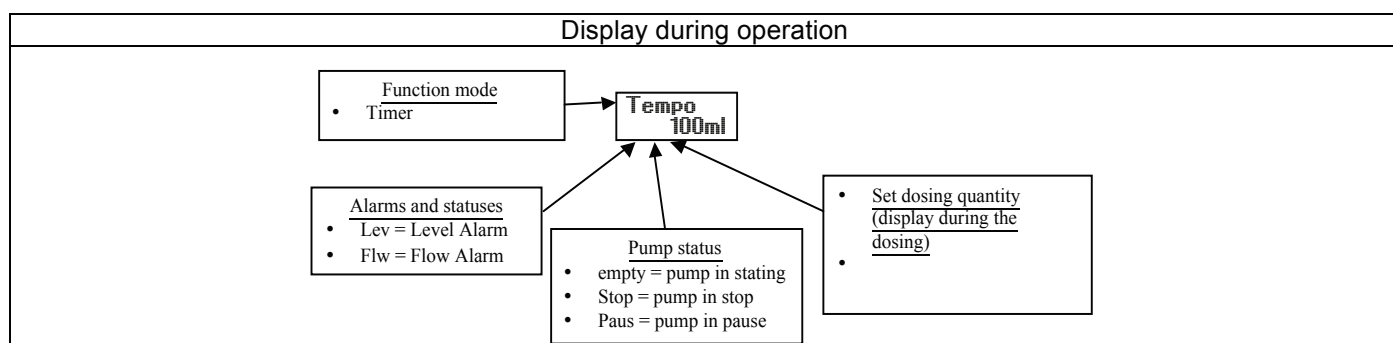 Display during operation
Function mode
• Timer
Tempo
100ml
Alarms and statuses
• Lev = Level Alarm
• Flw = Flow Alarm
Pump status
• empty = pump in stating
• Stop = pump in stop
• Paus = pump in pause
• Set dosing quantity
(display during the
dosing)
•